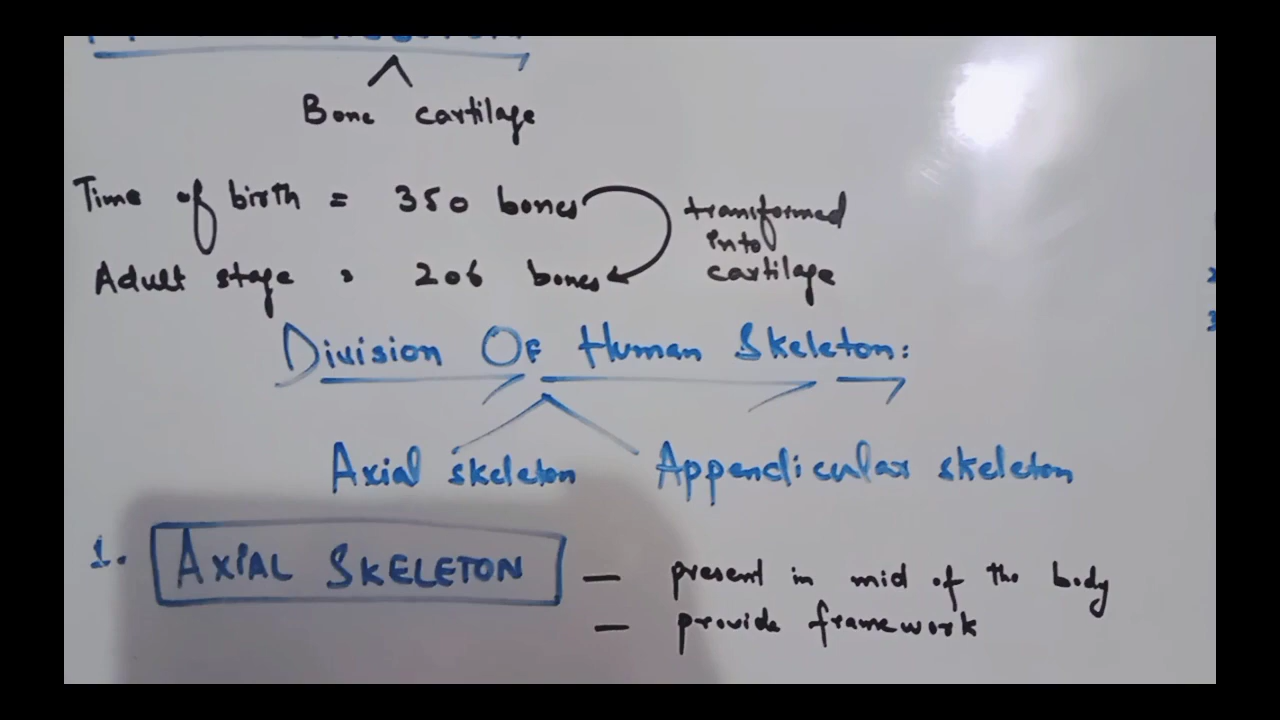 Bone cartilage
Time of birth = 350 bones
transformed
into
cartilage
Adult stage = 206 bones
Division Of Human Skeleton:
Axial skeleton Appendicular skeleton
1. AXIAL SKELETON — present in mid of the body
— provide framework